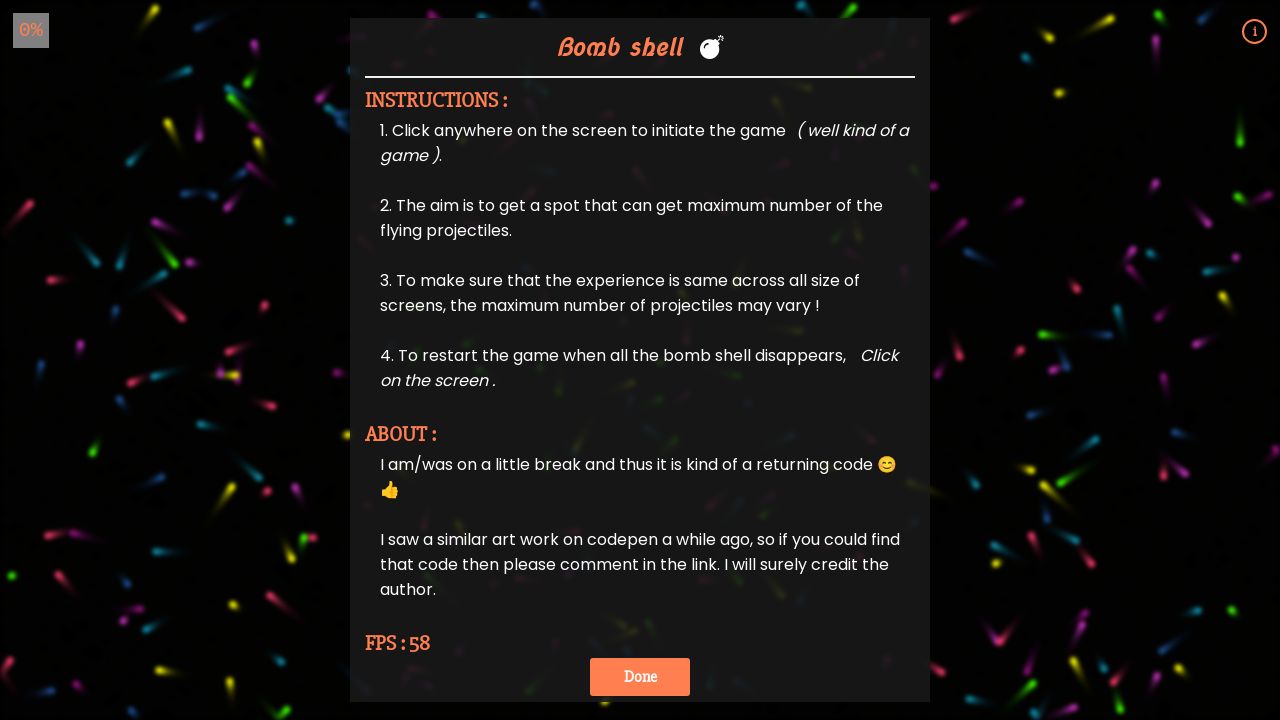 0%
i
Bomb shell 💣
INSTRUCTIONS :
1. Click anywhere on the screen to initiate the game ( well kind of a
game ).
2. The aim is to get a spot that can get maximum number of the
flying projectiles.
3. To make sure that the experience is same across all size of
screens, the maximum number of projectiles may vary !
4. To restart the game when all the bomb shell disappears, Click
on the screen .
ABOUT :
I am/was on a little break and thus it is kind of a returning code 😊
👍
I saw a similar art work on codepen a while ago, so if you could find
that code then please comment in the link. I will surely credit the
author.
FPS : 58
Done